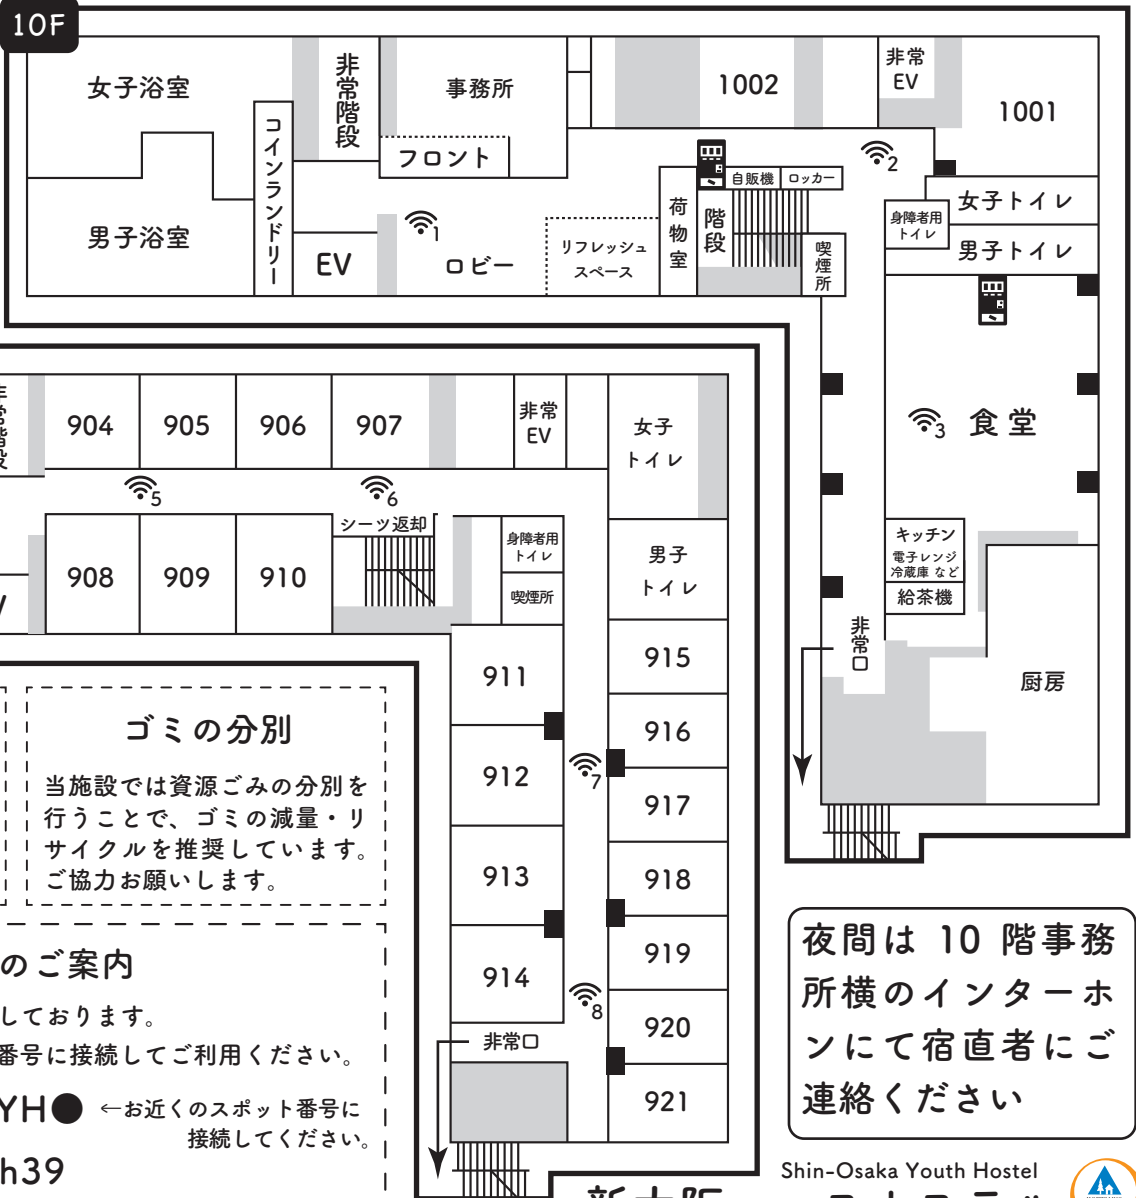 10F
女子浴室
非常階段
事務所
1002
非常
EV
1001
コインランドリー
フロント
2
自販機
ロッカー
女子トイレ
身障者用
トイレ
男子浴室
1
荷物室
階段
男子トイレ
EV
ロビー
リフレッシュ
スペース
喫煙所
非常階段
904
905
906
907
非常
EV
女子
トイレ
3
食堂
5
6
シーツ返却
身障者用
トイレ
男子
トイレ
キッチン
電子レンジ
冷蔵庫 など
給茶機
908
909
910
喫煙所
非常口
911
915
厨房
916
912
7
917
913
918
914
919
8
920
非常口
921
ゴミの分別
当施設では資源ごみの分別を
行うことで、ゴミの減量・リ
サイクルを推奨しています。
ご協力お願いします。
のご案内
しております。
番号に接続してご利用ください。
YH● ←お近くのスポット番号に
接続してください。
h39
夜間は 10 階事務
所横のインターホ
ンにて宿直者にご
連絡ください
Shin-Osaka Youth Hostel
新大阪